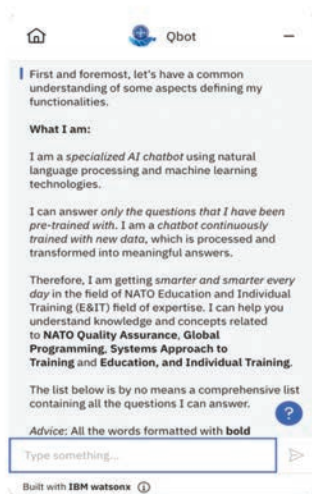 Qbot
First and foremost, let's have a common
understanding of some aspects defining my
functionalities.
What I am:
I am a specialized AI chatbot using natural
language processing and machine learning
technologies.
I can answer only the questions that I have been
pre-trained with. I am a chatbot continuously
trained with new data, which is processed and
transformed into meaningful answers.
Therefore, I am getting smarter and smarter every
day in the field of NATO Education and Individual
Training (E&IT) field of expertise. I can help you
understand knowledge and concepts related
to NATO Quality Assurance, Global
Programming, Systems Approach to
Training and Education, and Individual Training.
The list below is by no means a comprehensive list
containing all the questions I can answer.
?
Advice: All the words formatted with bold
Type something...
Built with IBM watsonx